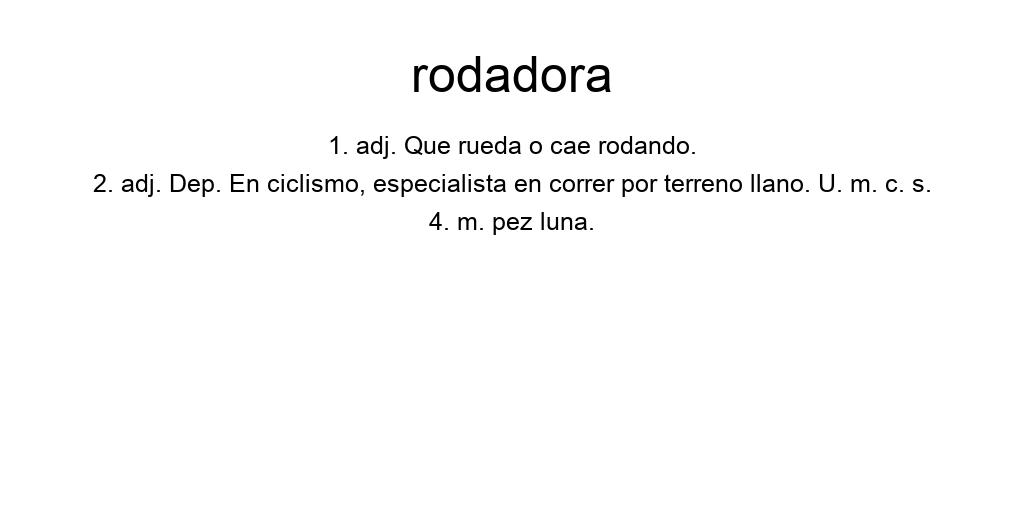 rodadora
1. adj. Que rueda o cae rodando.
2. adj. Dep. En ciclismo, especialista en correr por terreno llano. U. m. c. s.
4. m. pez luna.